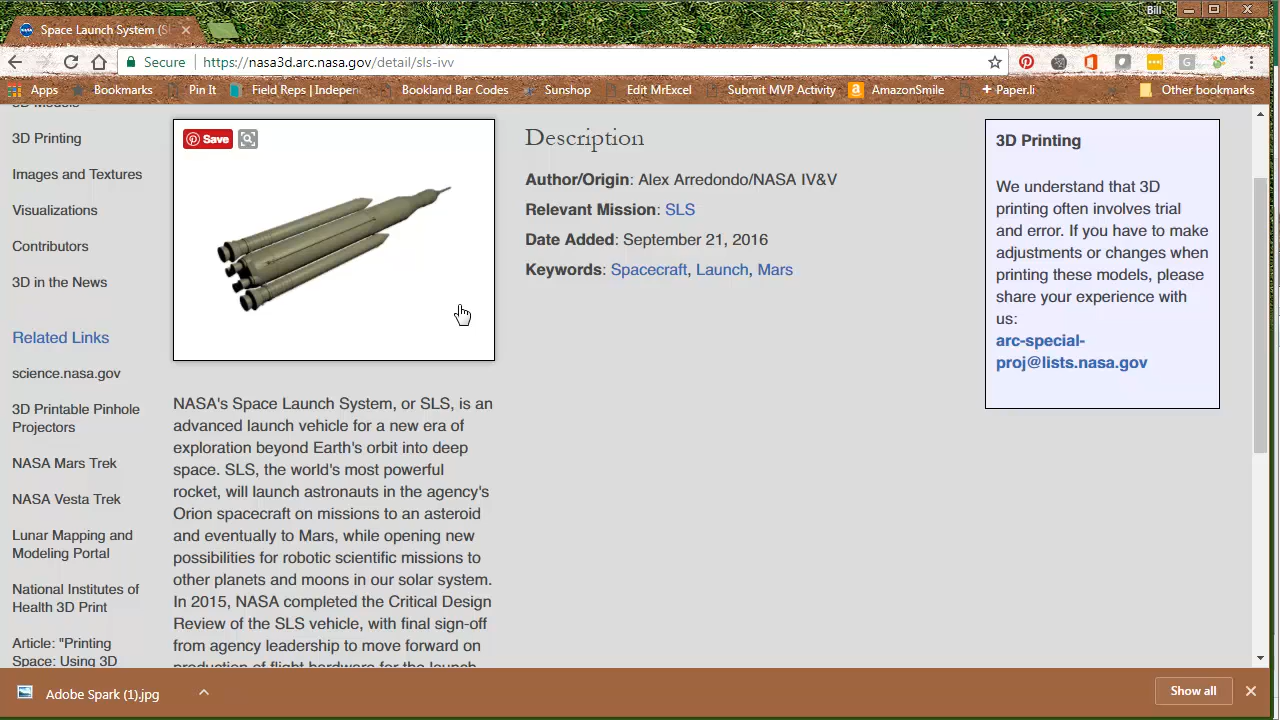 Bill
Space Launch System (S
Secure
https://nasa3d.arc.nasa.gov/detail/sls-ivv
Apps
Bookmarks
Pin It
Field Reps | Indepen
Bookland Bar Codes
Sunshop
Edit MrExcel
Submit MVP Activity
AmazonSmile
+ Paper.li
Other bookmarks
3D Models
3D Printing
Images and Textures
Visualizations
Contributors
3D in the News
Related Links
science.nasa.gov
3D Printable Pinhole
Projectors
NASA Mars Trek
NASA Vesta Trek
Lunar Mapping and
Modeling Portal
National Institutes of
Health 3D Print
Article: "Printing
Space: Using 3D
Save
NASA's Space Launch System, or SLS, is an
advanced launch vehicle for a new era of
exploration beyond Earth's orbit into deep
space. SLS, the world's most powerful
rocket, will launch astronauts in the agency's
Orion spacecraft on missions to an asteroid
and eventually to Mars, while opening new
possibilities for robotic scientific missions to
other planets and moons in our solar system.
In 2015, NASA completed the Critical Design
Review of the SLS vehicle, with final sign-off
from agency leadership to move forward on
production of flight hardware for the launch
Description
Author/Origin: Alex Arredondo/NASA IV&V
Relevant Mission: SLS
Date Added: September 21, 2016
Keywords: Spacecraft, Launch, Mars
3D Printing
We understand that 3D
printing often involves trial
and error. If you have to make
adjustments or changes when
printing these models, please
share your experience with
us:
arc-special-
proj@lists.nasa.gov
Adobe Spark (1).jpg
Show all